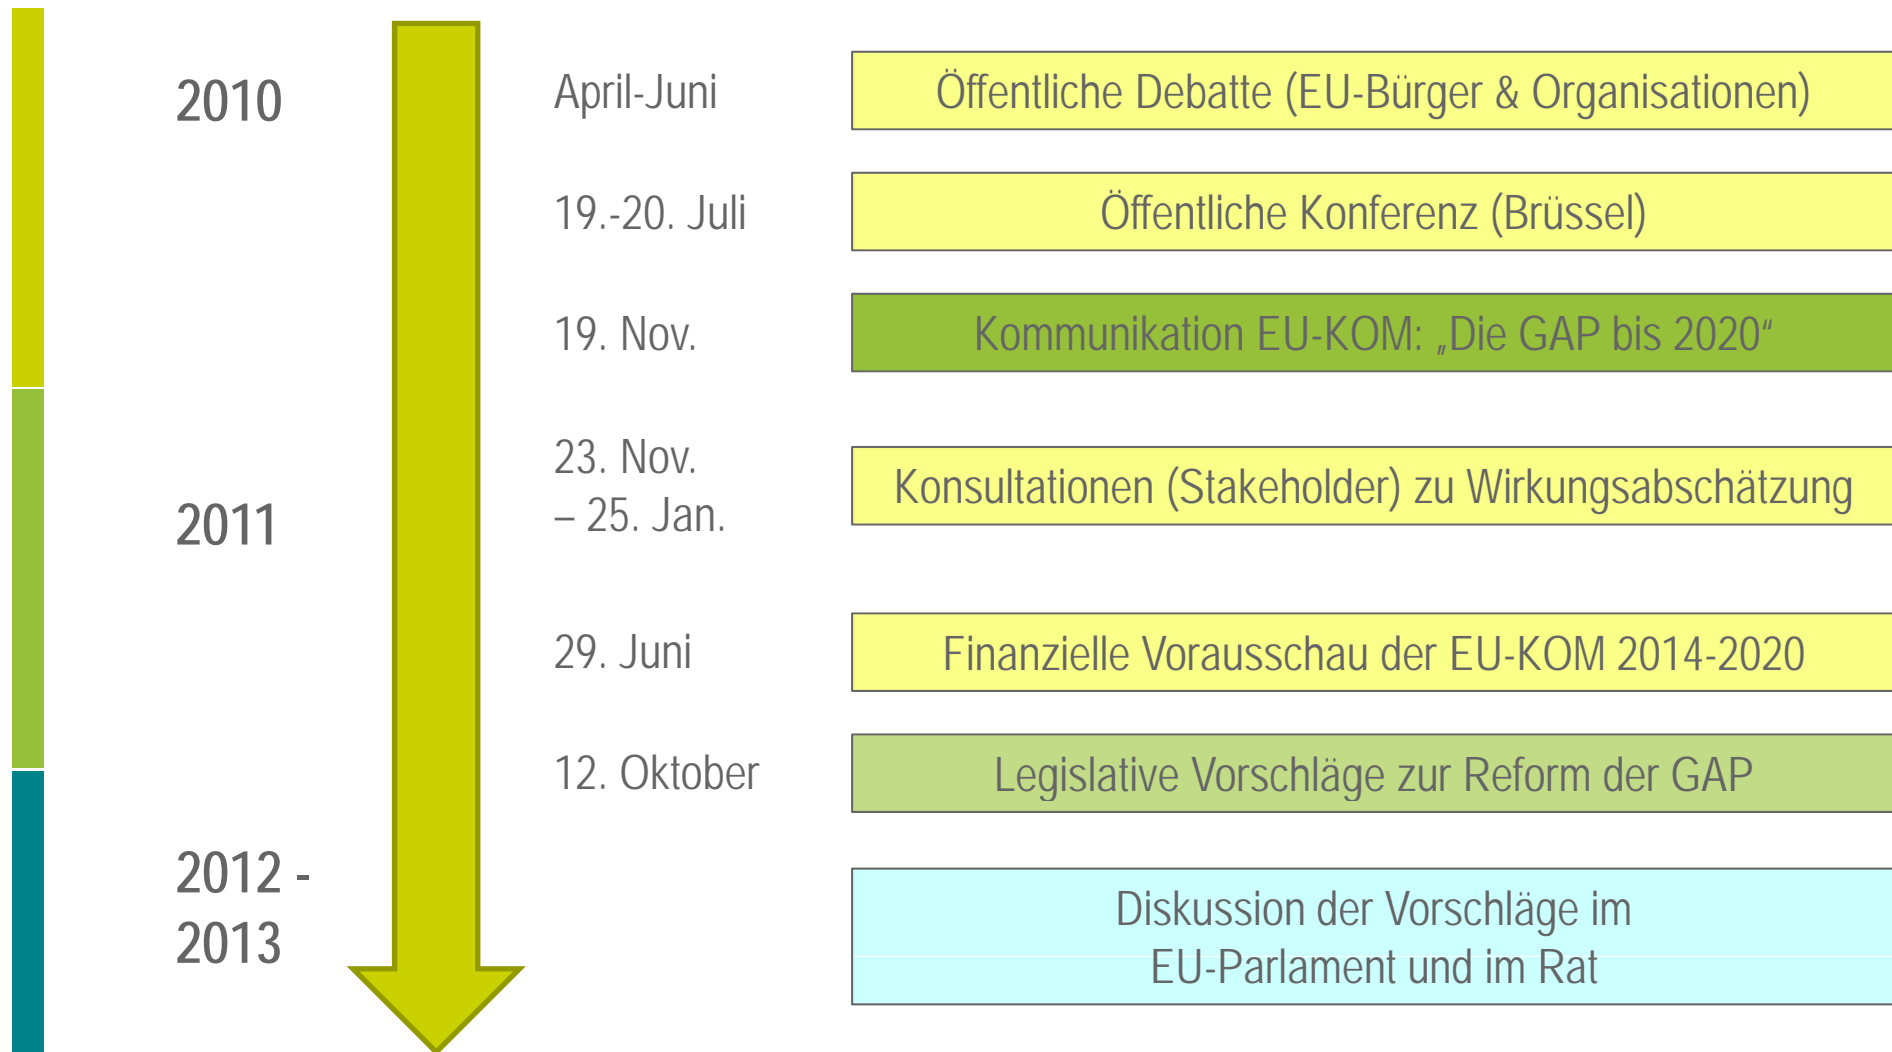 2010
April-Juni
Öffentliche Debatte (EU-Bürger & Organisationen)
19.-20. Juli
Öffentliche Konferenz (Brüssel)
19. Nov.
Kommunikation EU-KOM: „Die GAP bis 2020“
2011
23. Nov.
– 25. Jan.
Konsultationen (Stakeholder) zu Wirkungsabschätzung
29. Juni
Finanzielle Vorausschau der EU-KOM 2014-2020
12. Oktober
Legislative Vorschläge zur Reform der GAP
2012 -
2013
Diskussion der Vorschläge im
EU-Parlament und im Rat